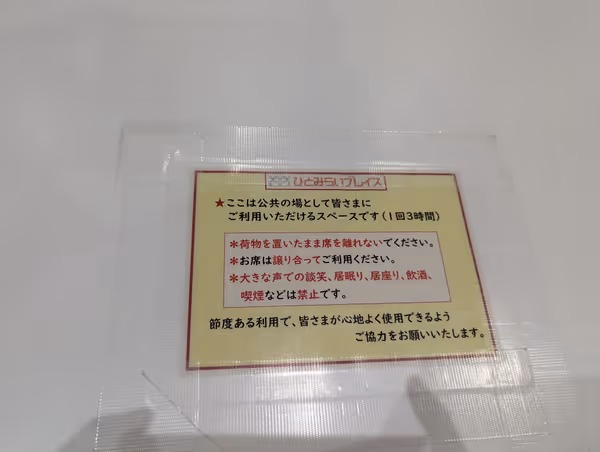 ひとみらいプレイス
★ここは公共の場として皆さまに
ご利用いただけるスペースです(1回3時間)
＊荷物を置いたまま席を離れないでください。
＊お席は譲り合ってご利用ください。
＊大きな声での談笑、居眠り、居座り、飲酒、
喫煙などは禁止です。
節度ある利用で、皆さまが心地よく使用できるよう
ご協力をお願いいたします。